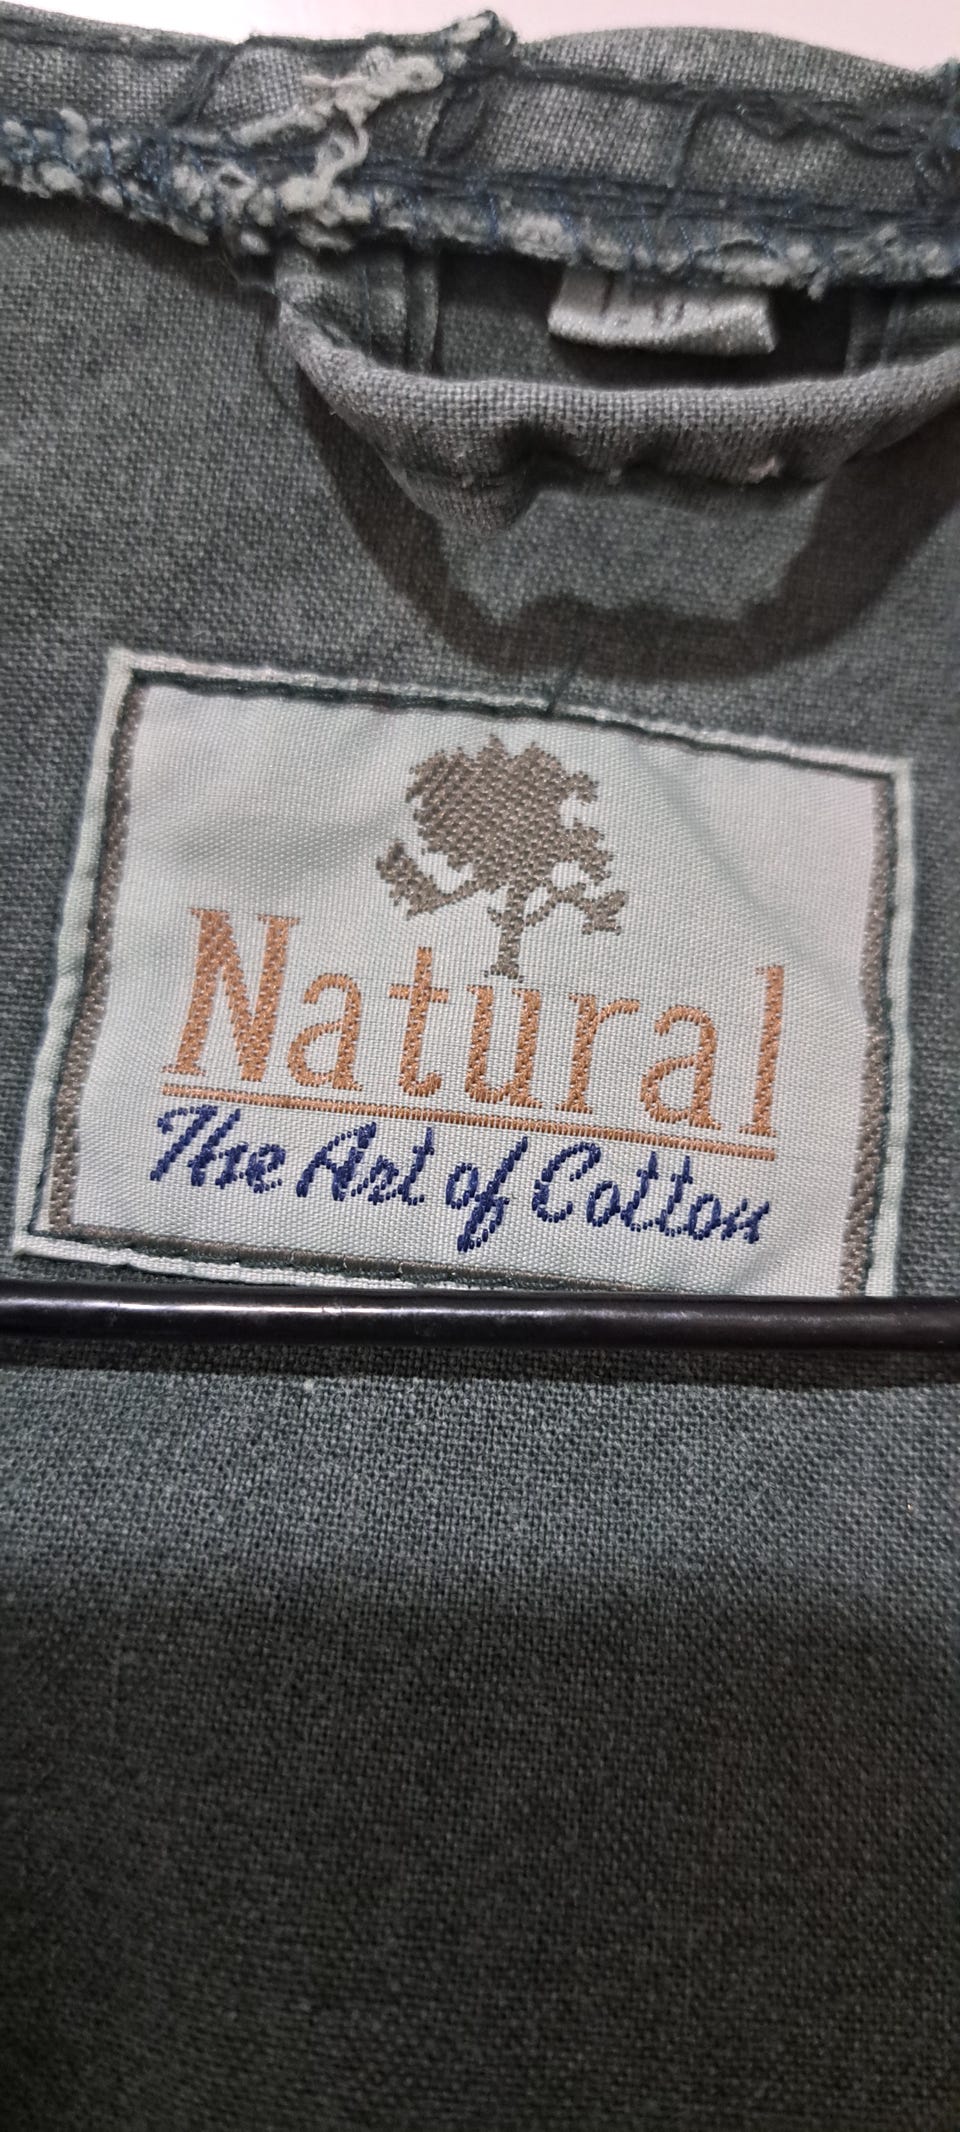 Natural
The Art of Cotton